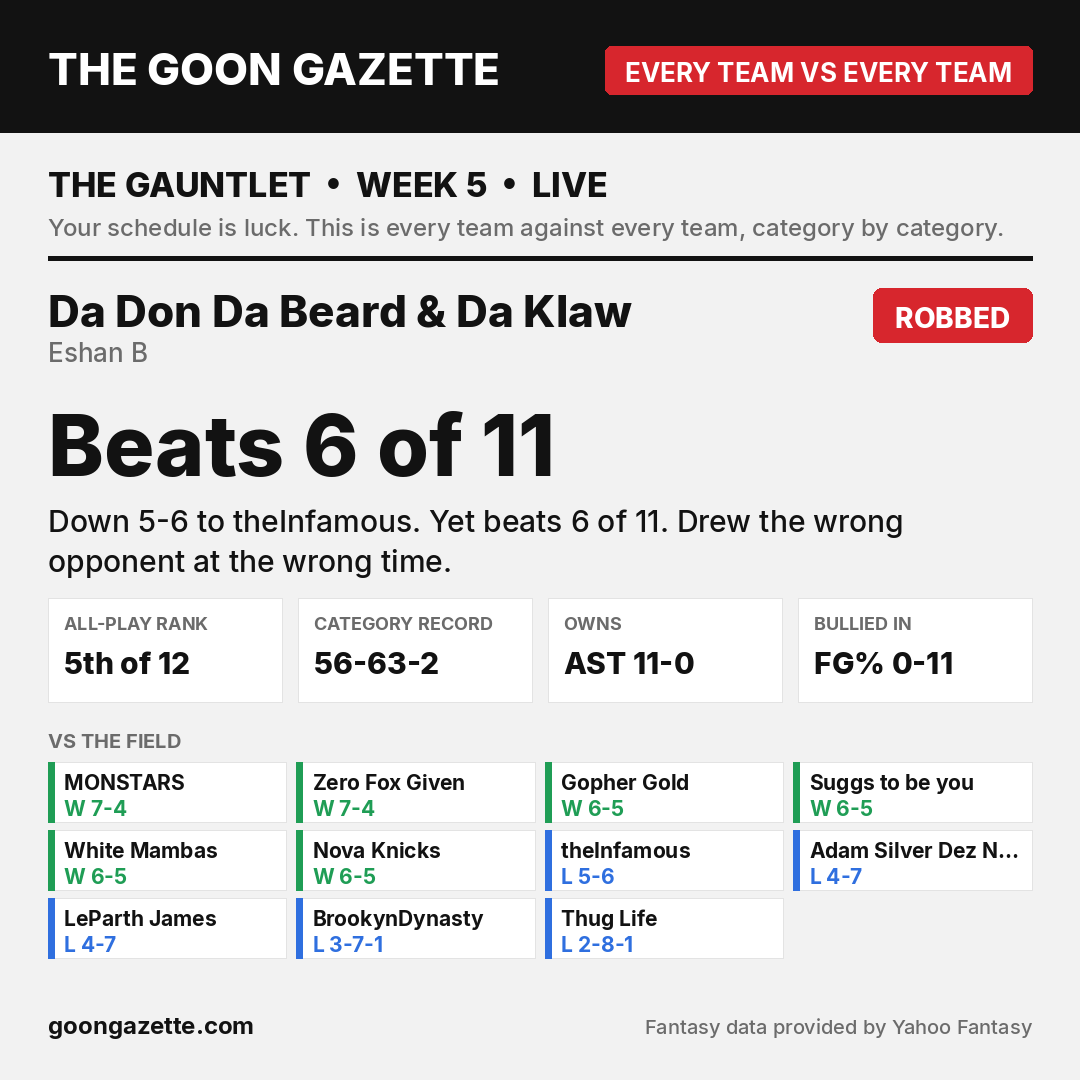 THE GOON GAZETTE
EVERY TEAM VS EVERY TEAM
THE GAUNTLET • WEEK 5 • LIVE
Your schedule is luck. This is every team against every team, category by category.
Da Don Da Beard & Da Klaw
ROBBED
Eshan B
Beats 6 of 11
Down 5-6 to theInfamous. Yet beats 6 of 11. Drew the wrong
opponent at the wrong time.
ALL-PLAY RANK
5th of 12
CATEGORY RECORD
56-63-2
OWNS
AST 11-0
BULLIED IN
FG% 0-11
VS THE FIELD
MONSTARS
W 7-4
Zero Fox Given
W 7-4
Gopher Gold
W 6-5
Suggs to be you
W 6-5
White Mambas
W 6-5
Nova Knicks
W 6-5
theInfamous
L 5-6
Adam Silver Dez N...
L 4-7
LeParth James
L 4-7
BrookynDynasty
L 3-7-1
Thug Life
L 2-8-1
goongazette.com
Fantasy data provided by Yahoo Fantasy